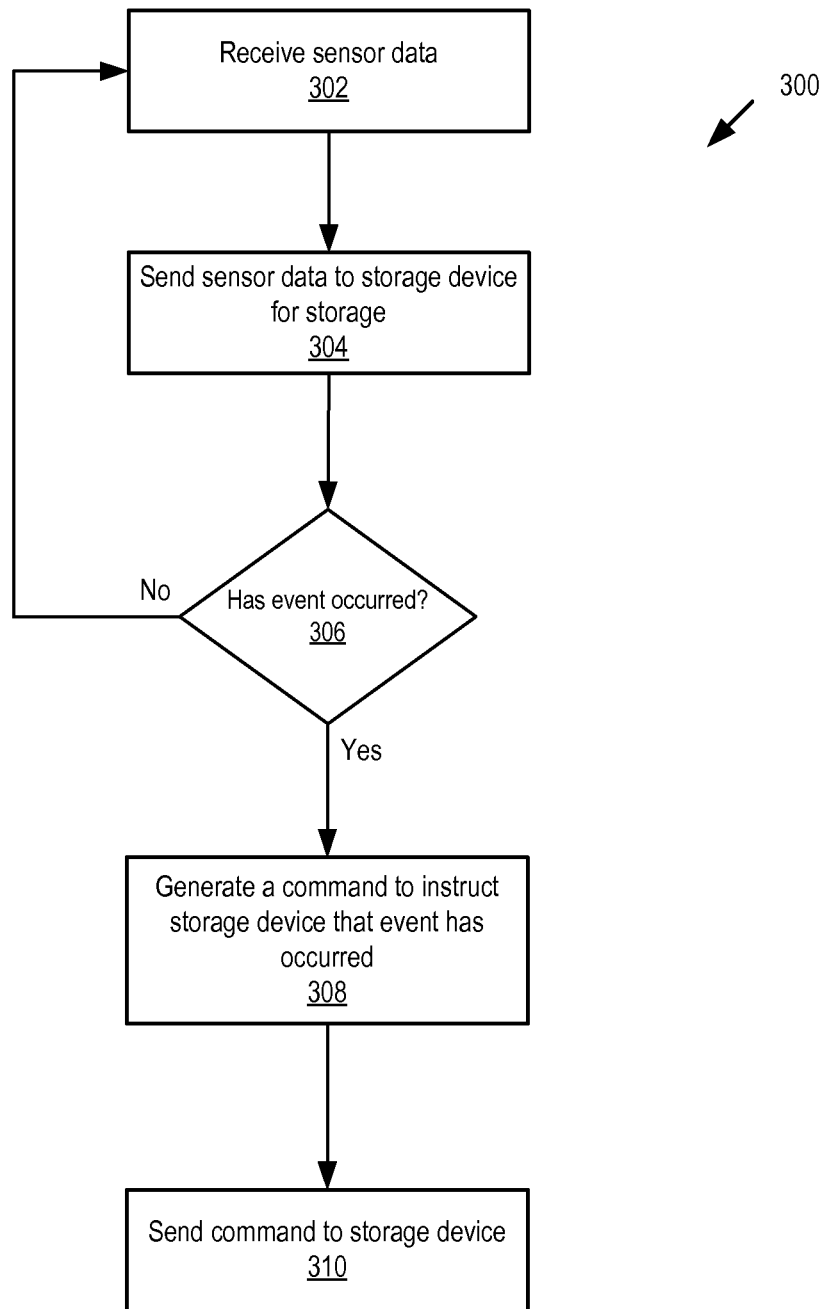 Receive sensor data
302
300
Send sensor data to storage device
for storage
304
Has event occurred?
306
No
Yes
Generate a command to instruct
storage device that event has
occurred
308
Send command to storage device
310